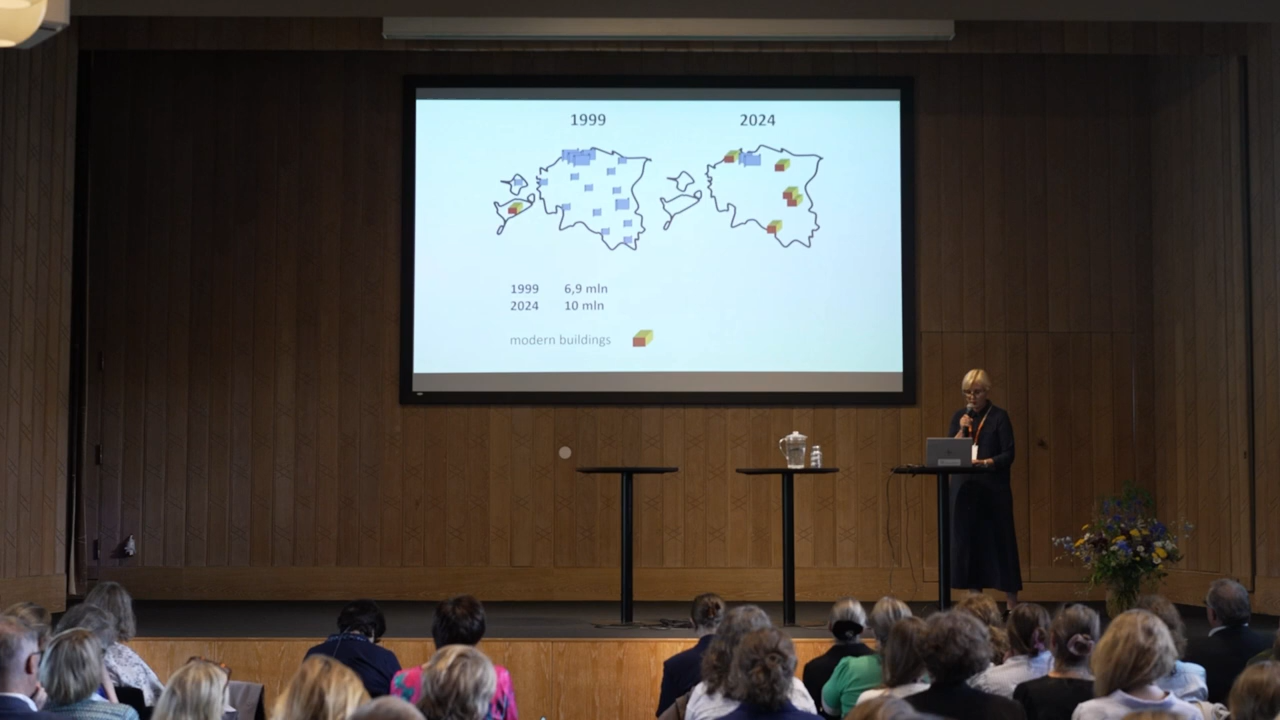 1999 2024
1999 6,9 mln
2024 10 mln
modern buildings